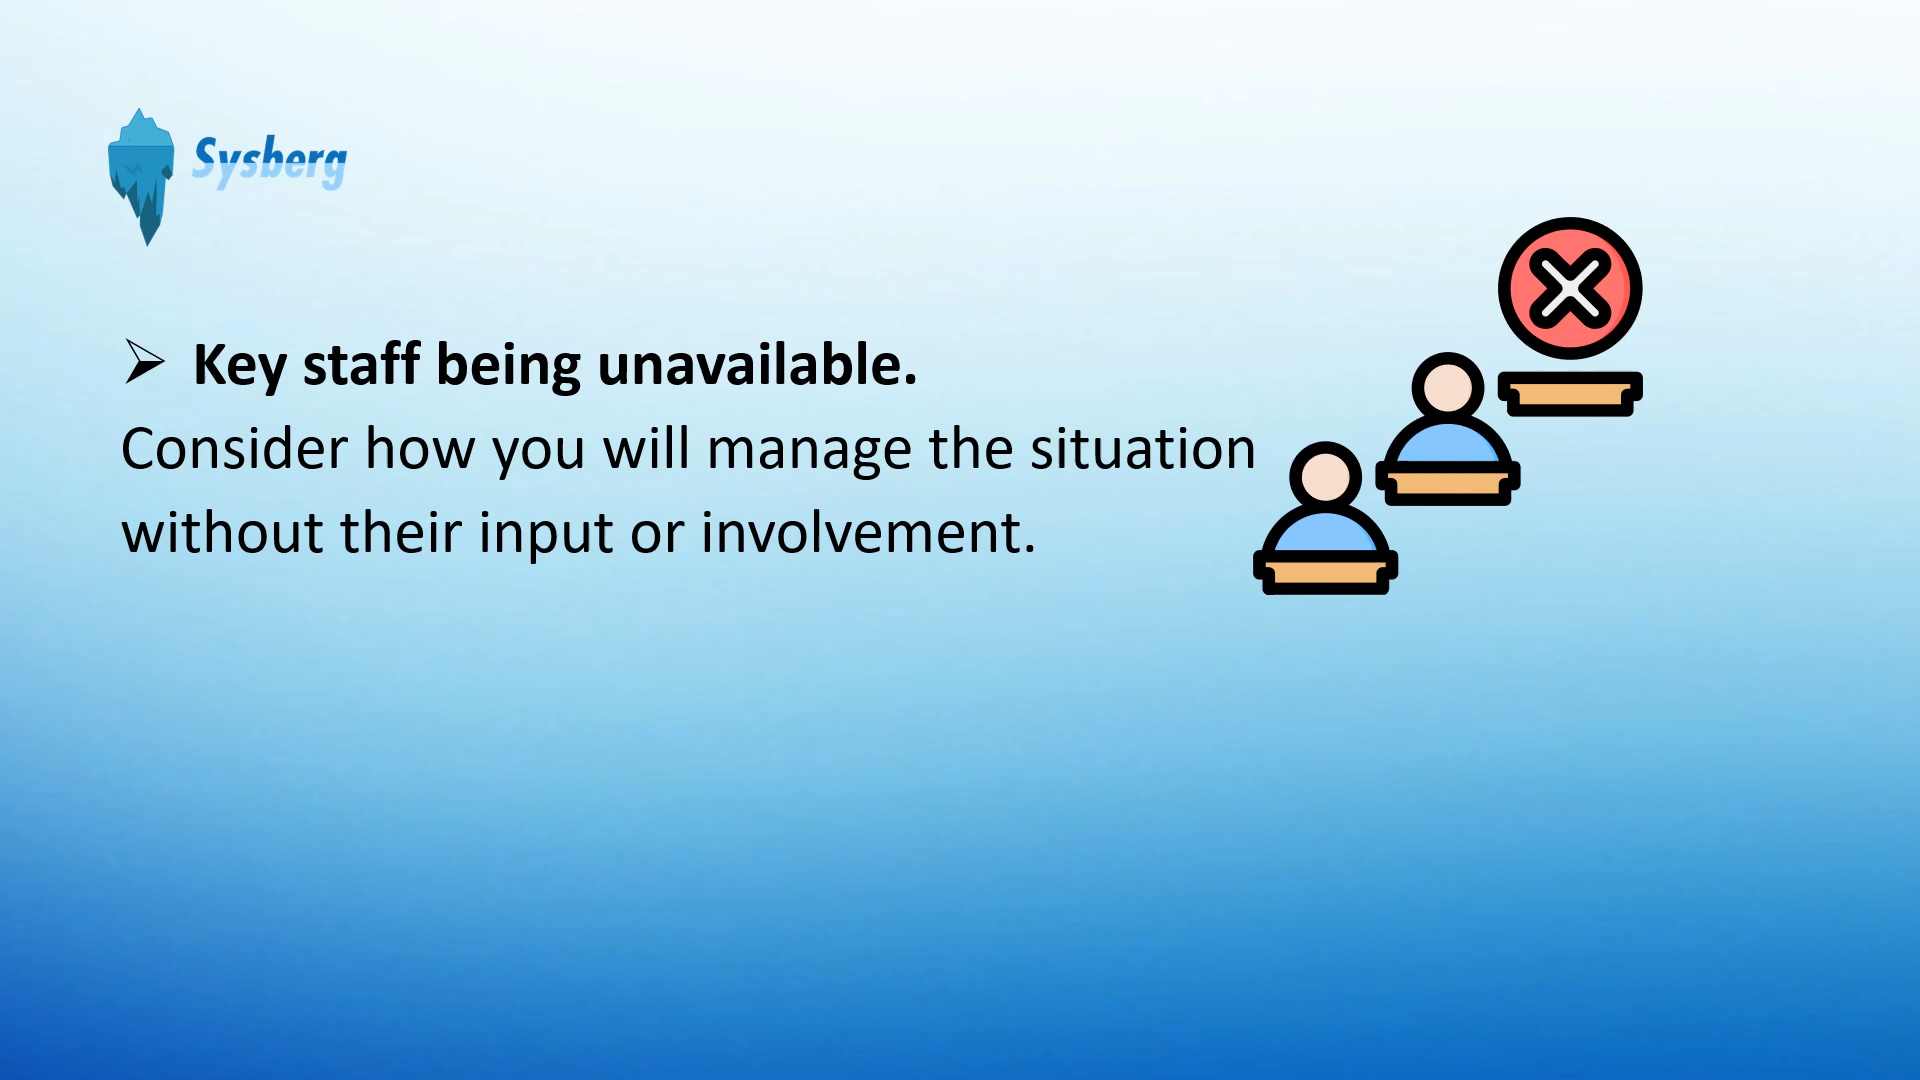 Sysberg
Key staff being unavailable.
Consider how you will manage the situation
without their input or involvement.